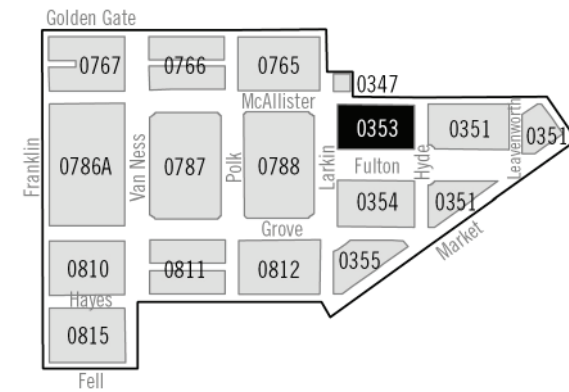 Golden Gate
0767
0766
0765
0347
McAllister
Franklin
0786A
Van Ness
0787
Polk
0788
Larkin
0353
Fulton
0354
Hyde
0351
Leavenworth
0351
0351
Market
Grove
0810
0811
0812
0355
Hayes
0815
Fell